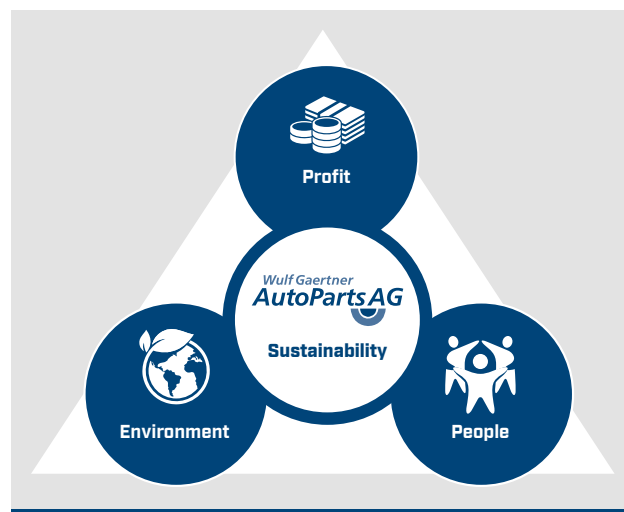 Profit
Wulf Gaertner
AutoParts AG
Sustainability
Environment
People